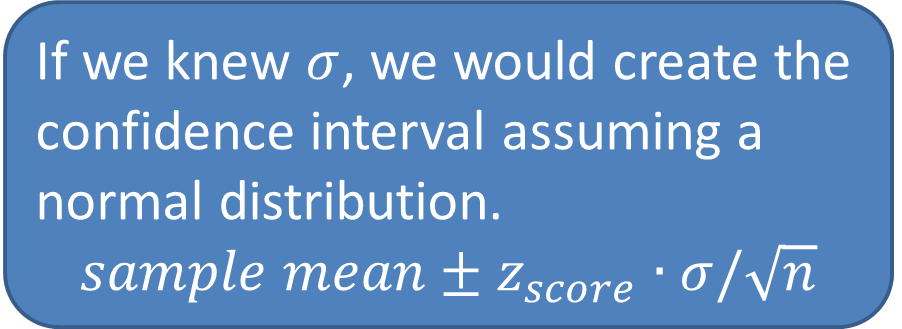 If we knew σ, we would create the
confidence interval assuming a
normal distribution.
sample mean ± z_score · σ/√n